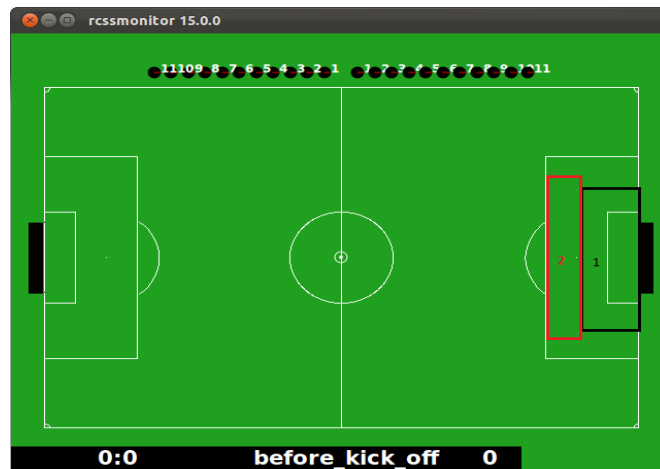 rcssmonitor 15.0.0
11 10 9 8 7 6 5 4 3 2 1 1 2 3 4 5 6 7 8 9 10 11
2 1
0:0 before_kick_off 0